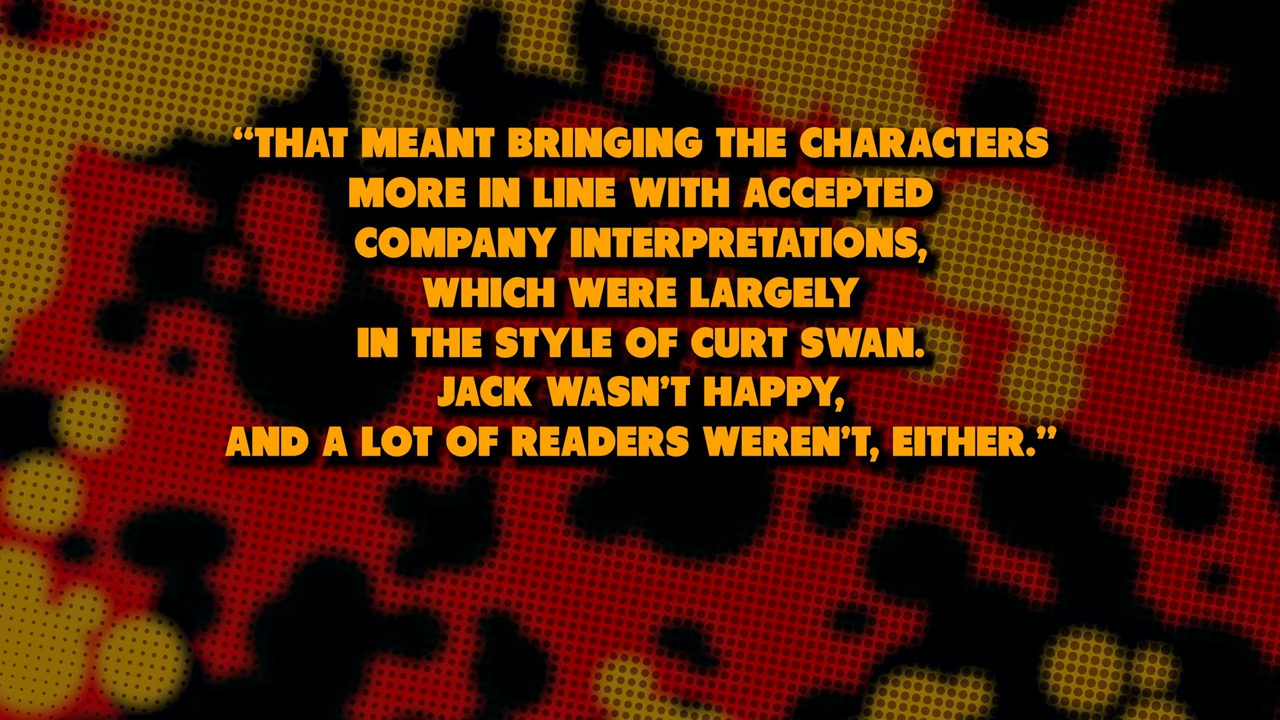 “THAT MEANT BRINGING THE CHARACTERS
MORE IN LINE WITH ACCEPTED
COMPANY INTERPRETATIONS,
WHICH WERE LARGELY
IN THE STYLE OF CURT SWAN.
JACK WASN’T HAPPY,
AND A LOT OF READERS WEREN’T, EITHER.”